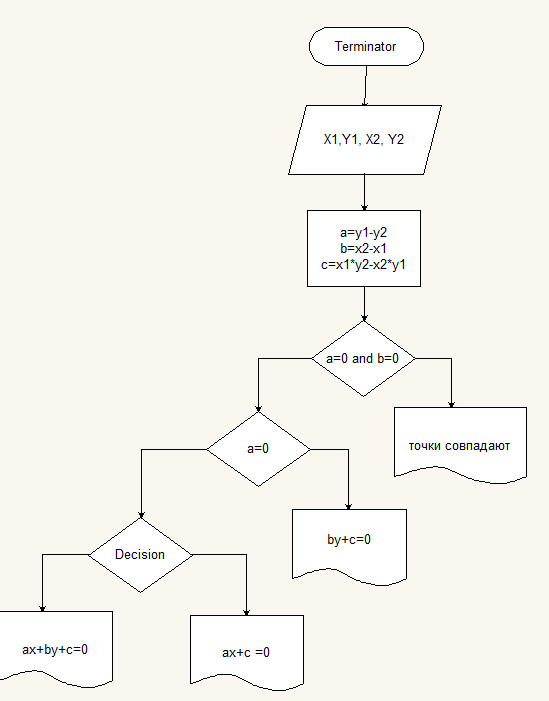 Terminator
X1,Y1, X2, Y2
a=y1-y2
b=x2-x1
c=x1*y2-x2*y1
a=0 and b=0
точки совпадают
a=0
by+c=0
Decision
ax+by+c=0
ax+c =0